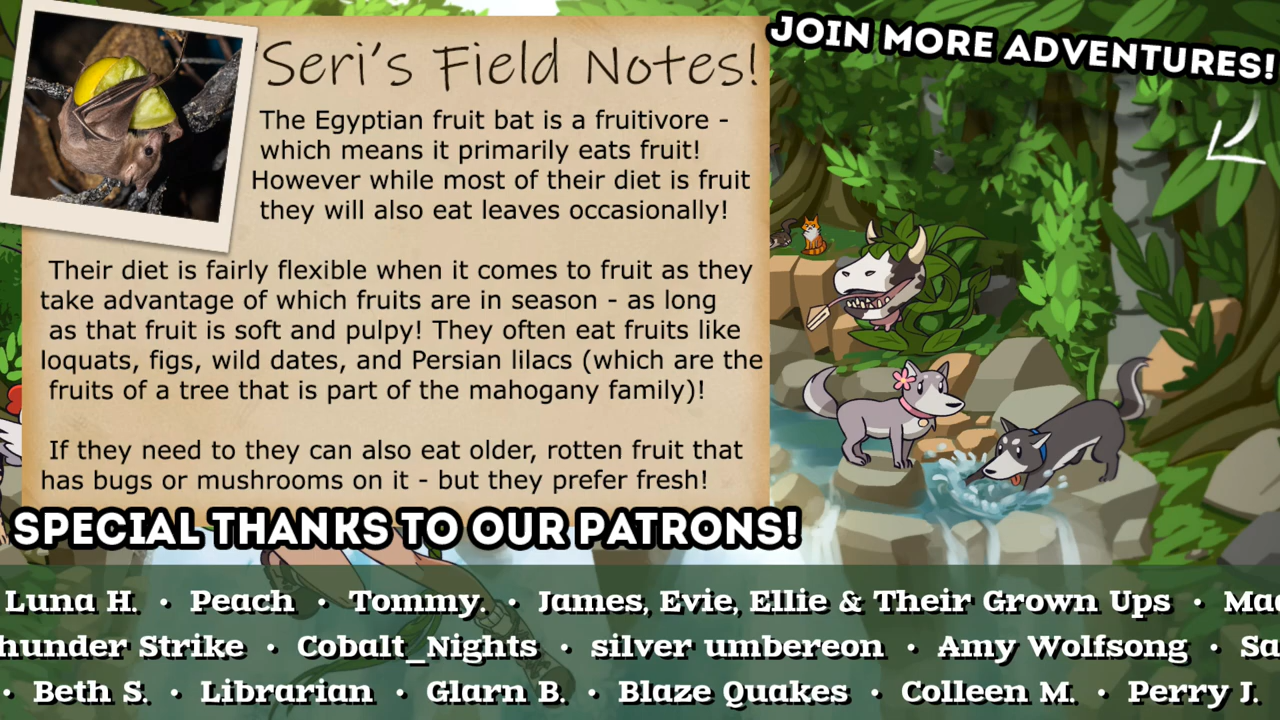 'Seri's Field Notes!
JOIN MORE ADVENTURES!
The Egyptian fruit bat is a fruitivore -
which means it primarily eats fruit!
However while most of their diet is fruit
they will also eat leaves occasionally!
Their diet is fairly flexible when it comes to fruit as they
take advantage of which fruits are in season - as long
as that fruit is soft and pulpy! They often eat fruits like
loquats, figs, wild dates, and Persian lilacs (which are the
fruits of a tree that is part of the mahogany family)!
If they need to they can also eat older, rotten fruit that
has bugs or mushrooms on it - but they prefer fresh!
SPECIAL THANKS TO OUR PATRONS!
Luna H. • Peach • Tommy. • James, Evie, Ellie & Their Grown Ups • Mad
hunder Strike • Cobalt_Nights • silver umbereon • Amy Wolfsong • Sa
• Beth S. • Librarian • Glarn B. • Blaze Quakes • Colleen M. • Perry J.